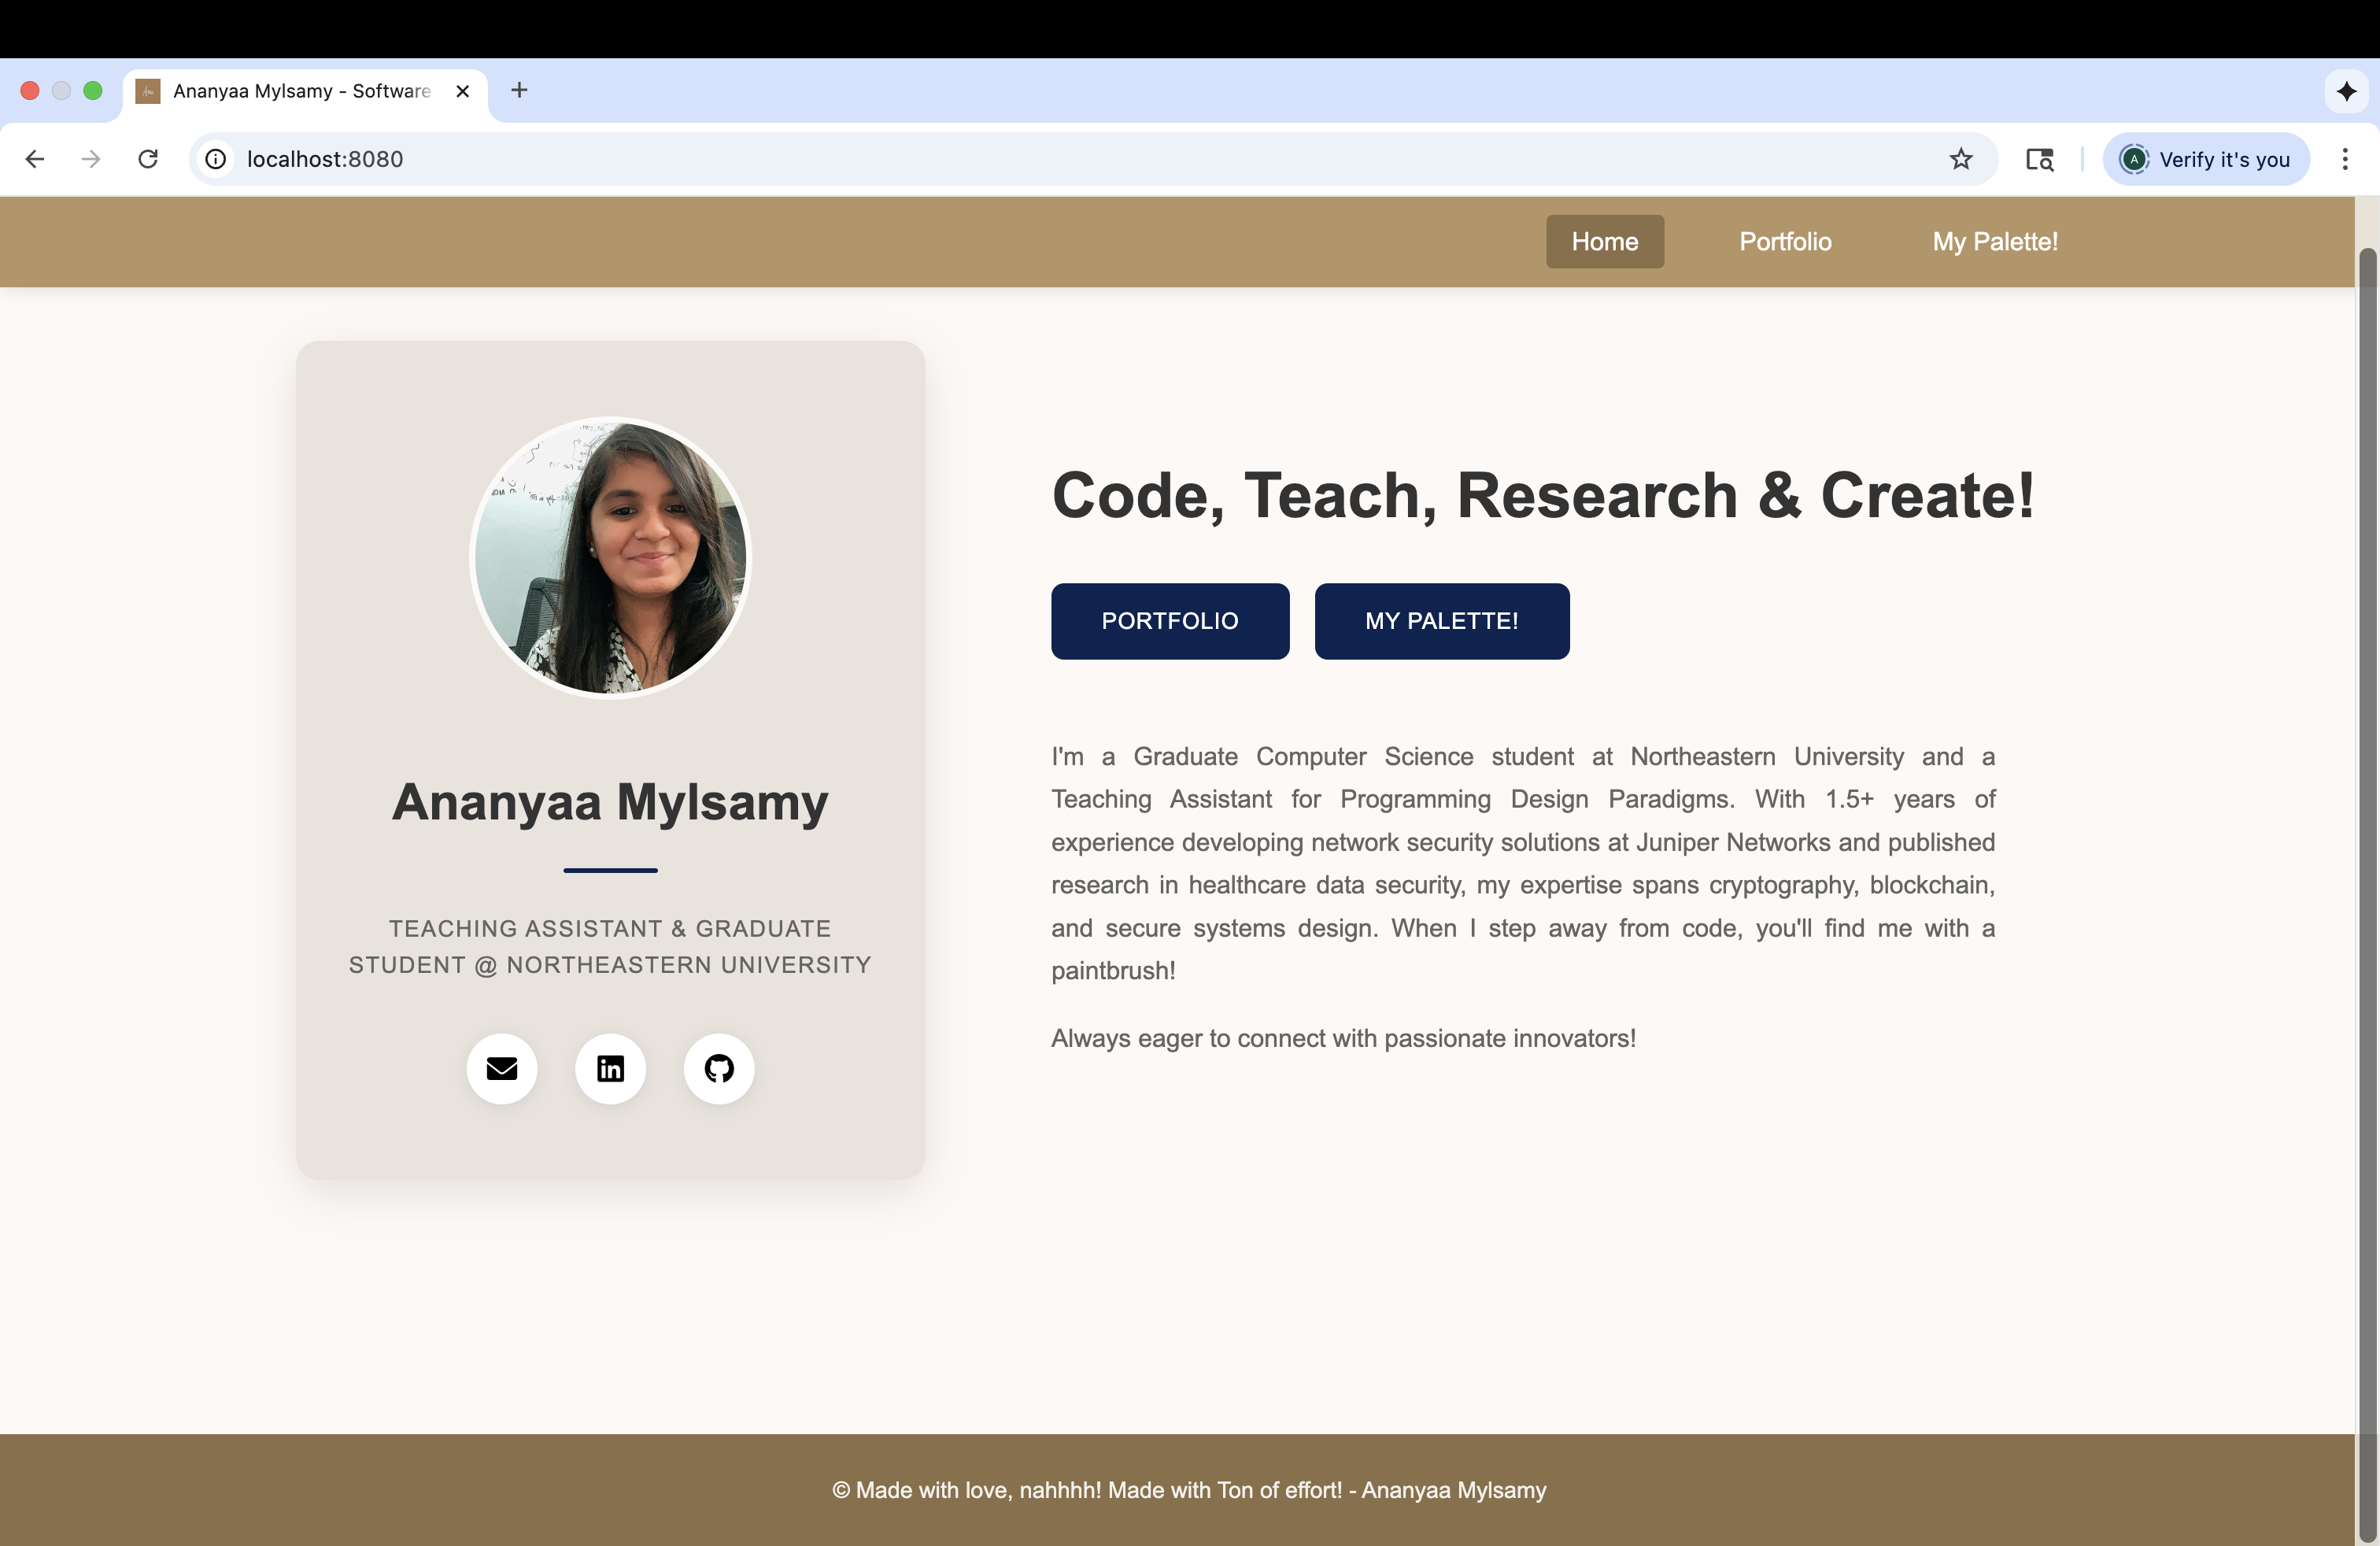 Ananyaa Mylsamy - Software
localhost:8080
Verify it's you
Home
Portfolio
My Palette!
Code, Teach, Research & Create!
PORTFOLIO
MY PALETTE!
Ananyaa Mylsamy
TEACHING ASSISTANT & GRADUATE
STUDENT @ NORTHEASTERN UNIVERSITY
I'm a Graduate Computer Science student at Northeastern University and a
Teaching Assistant for Programming Design Paradigms. With 1.5+ years of
experience developing network security solutions at Juniper Networks and published
research in healthcare data security, my expertise spans cryptography, blockchain,
and secure systems design. When I step away from code, you'll find me with a
paintbrush!
Always eager to connect with passionate innovators!
© Made with love, nahhhh! Made with Ton of effort! - Ananyaa Mylsamy